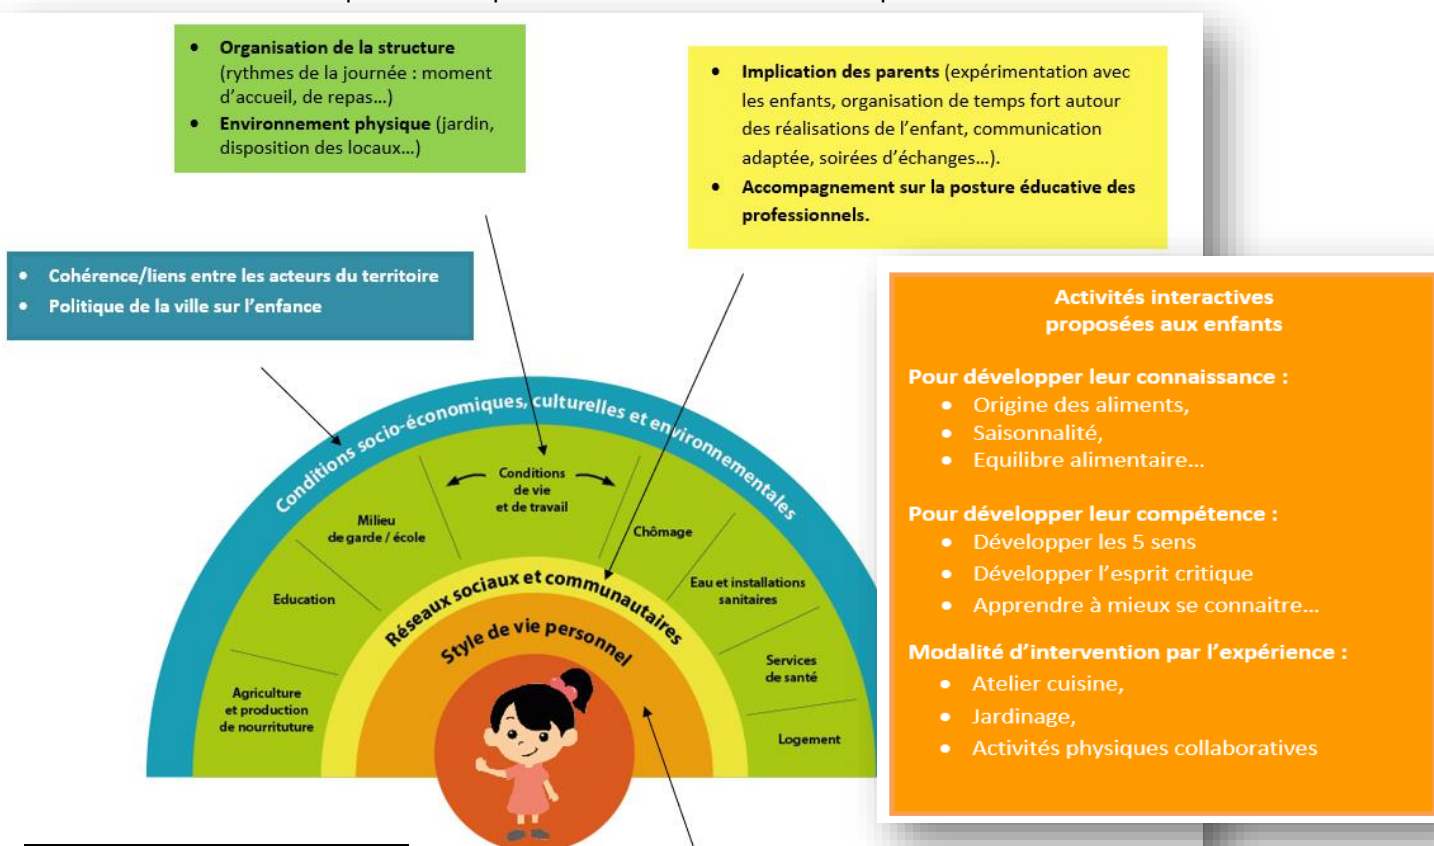 • Organisation de la structure
(rythmes de la journée : moment
d'accueil, de repas…)
• Environnement physique (jardin,
disposition des locaux…)
• Implication des parents (expérimentation avec
les enfants, organisation de temps fort autour
des réalisations de l'enfant, communication
adaptée, soirées d'échanges…).
• Accompagnement sur la posture éducative des
professionnels.
• Cohérence/liens entre les acteurs du territoire
• Politique de la ville sur l'enfance
Conditions socio-économiques, culturelles et environnementales
Conditions
de vie
et de travail
Milieu
de garde / école
Chômage
Education
Eau et installations
sanitaires
Agriculture
et production
de nourrituture
Services
de santé
Logement
Réseaux sociaux et communautaires
Style de vie personnel
Activités interactives
proposées aux enfants
Pour développer leur connaissance :
• Origine des aliments,
• Saisonnalité,
• Equilibre alimentaire…
Pour développer leur compétence :
• Développer les 5 sens
• Développer l'esprit critique
• Apprendre à mieux se connaitre…
Modalité d'intervention par l'expérience :
• Atelier cuisine,
• Jardinage,
• Activités physiques collaboratives